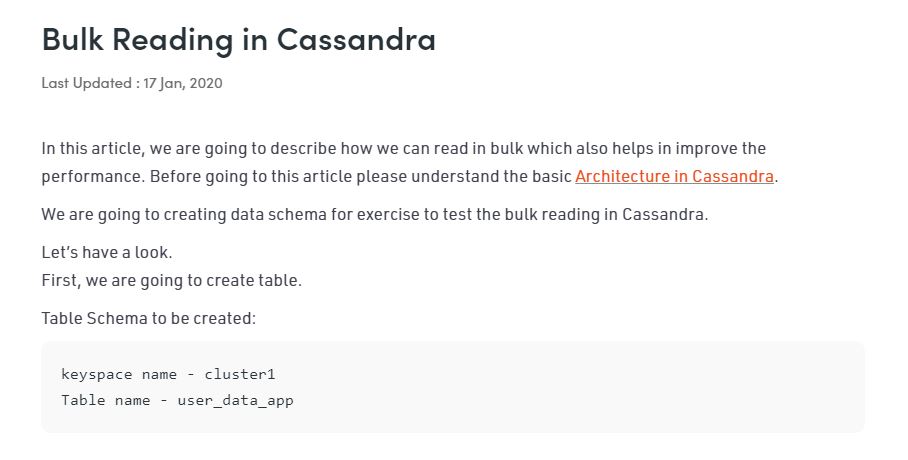 Bulk Reading in Cassandra
Last Updated : 17 Jan, 2020
In this article, we are going to describe how we can read in bulk which also helps in improve the
performance. Before going to this article please understand the basic Architecture in Cassandra.
We are going to creating data schema for exercise to test the bulk reading in Cassandra.
Let’s have a look.
First, we are going to create table.
Table Schema to be created:
keyspace name - cluster1
Table name - user_data_app